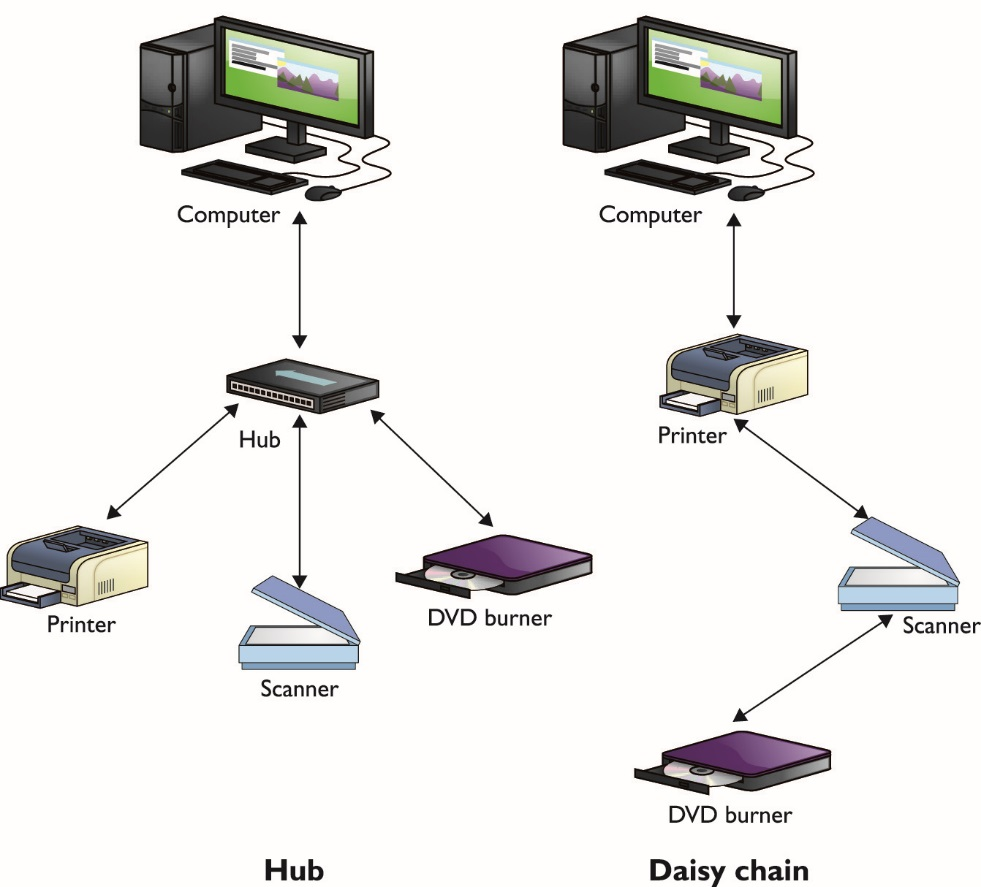 Computer
Computer
Hub
Printer
Printer
DVD burner
Scanner
Scanner
DVD burner
Hub
Daisy chain